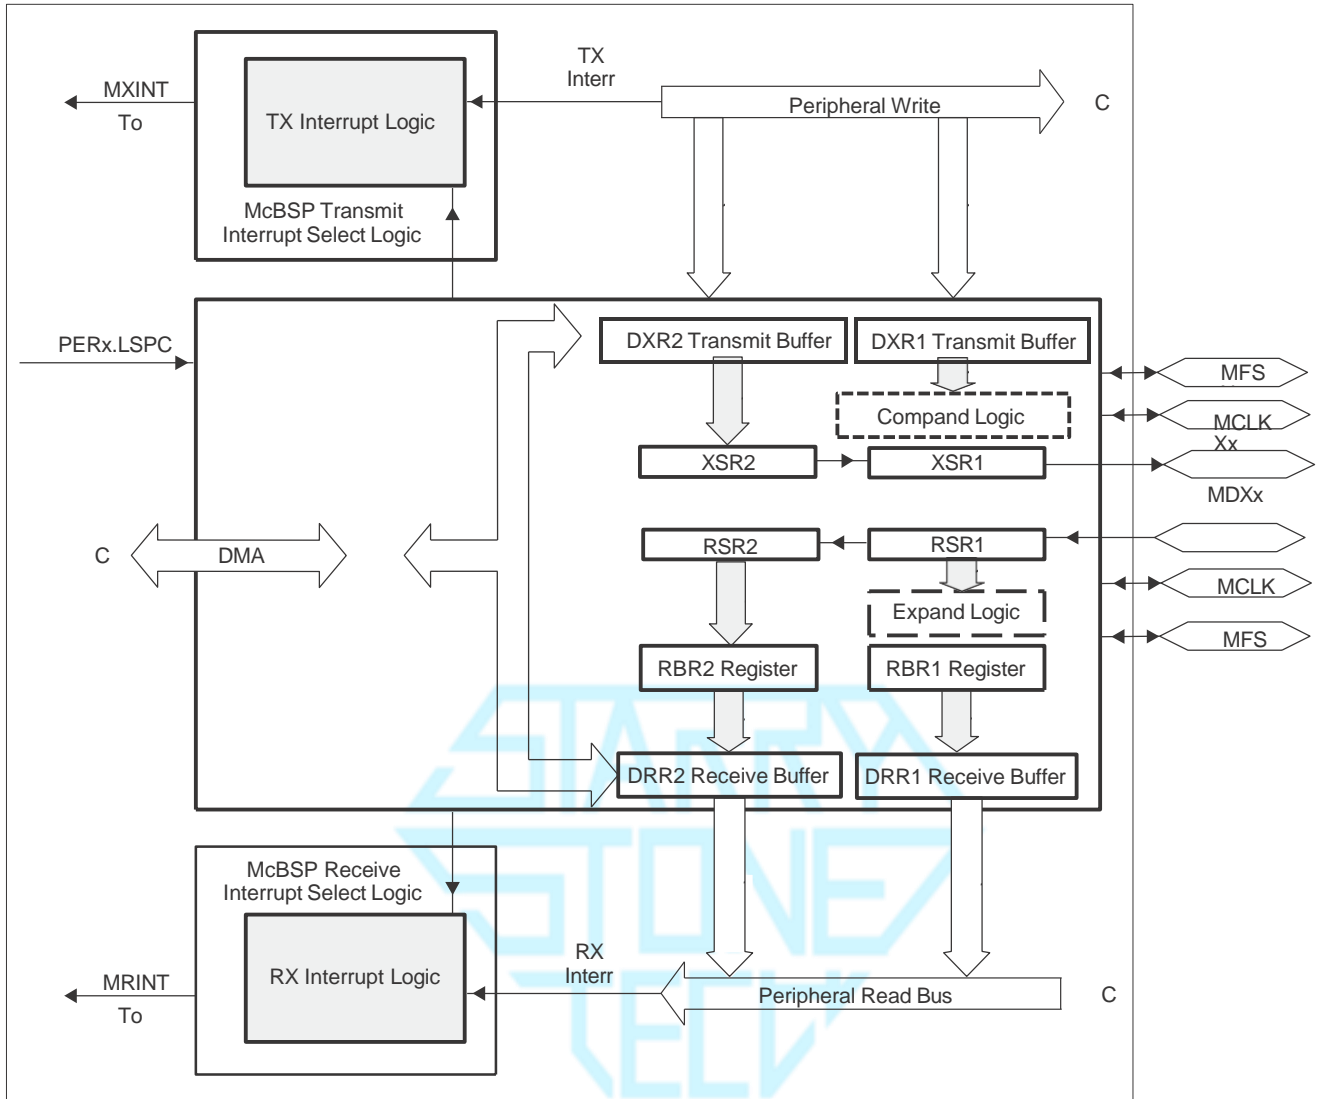 TX
Interr
MXINT
To
TX Interrupt Logic
Peripheral Write
C
McBSP Transmit
Interrupt Select Logic
PERx.LSPC
DXR2 Transmit Buffer
DXR1 Transmit Buffer
MFS
Compand Logic
MCLK
Xx
XSR2
XSR1
MDXx
RSR2
RSR1
C
DMA
MCLK
Expand Logic
MFS
RBR2 Register
RBR1 Register
DRR2 Receive Buffer
DRR1 Receive Buffer
McBSP Receive
Interrupt Select Logic
RX
Interr
MRINT
To
RX Interrupt Logic
Peripheral Read Bus
C
STARRY
STONE
TECH